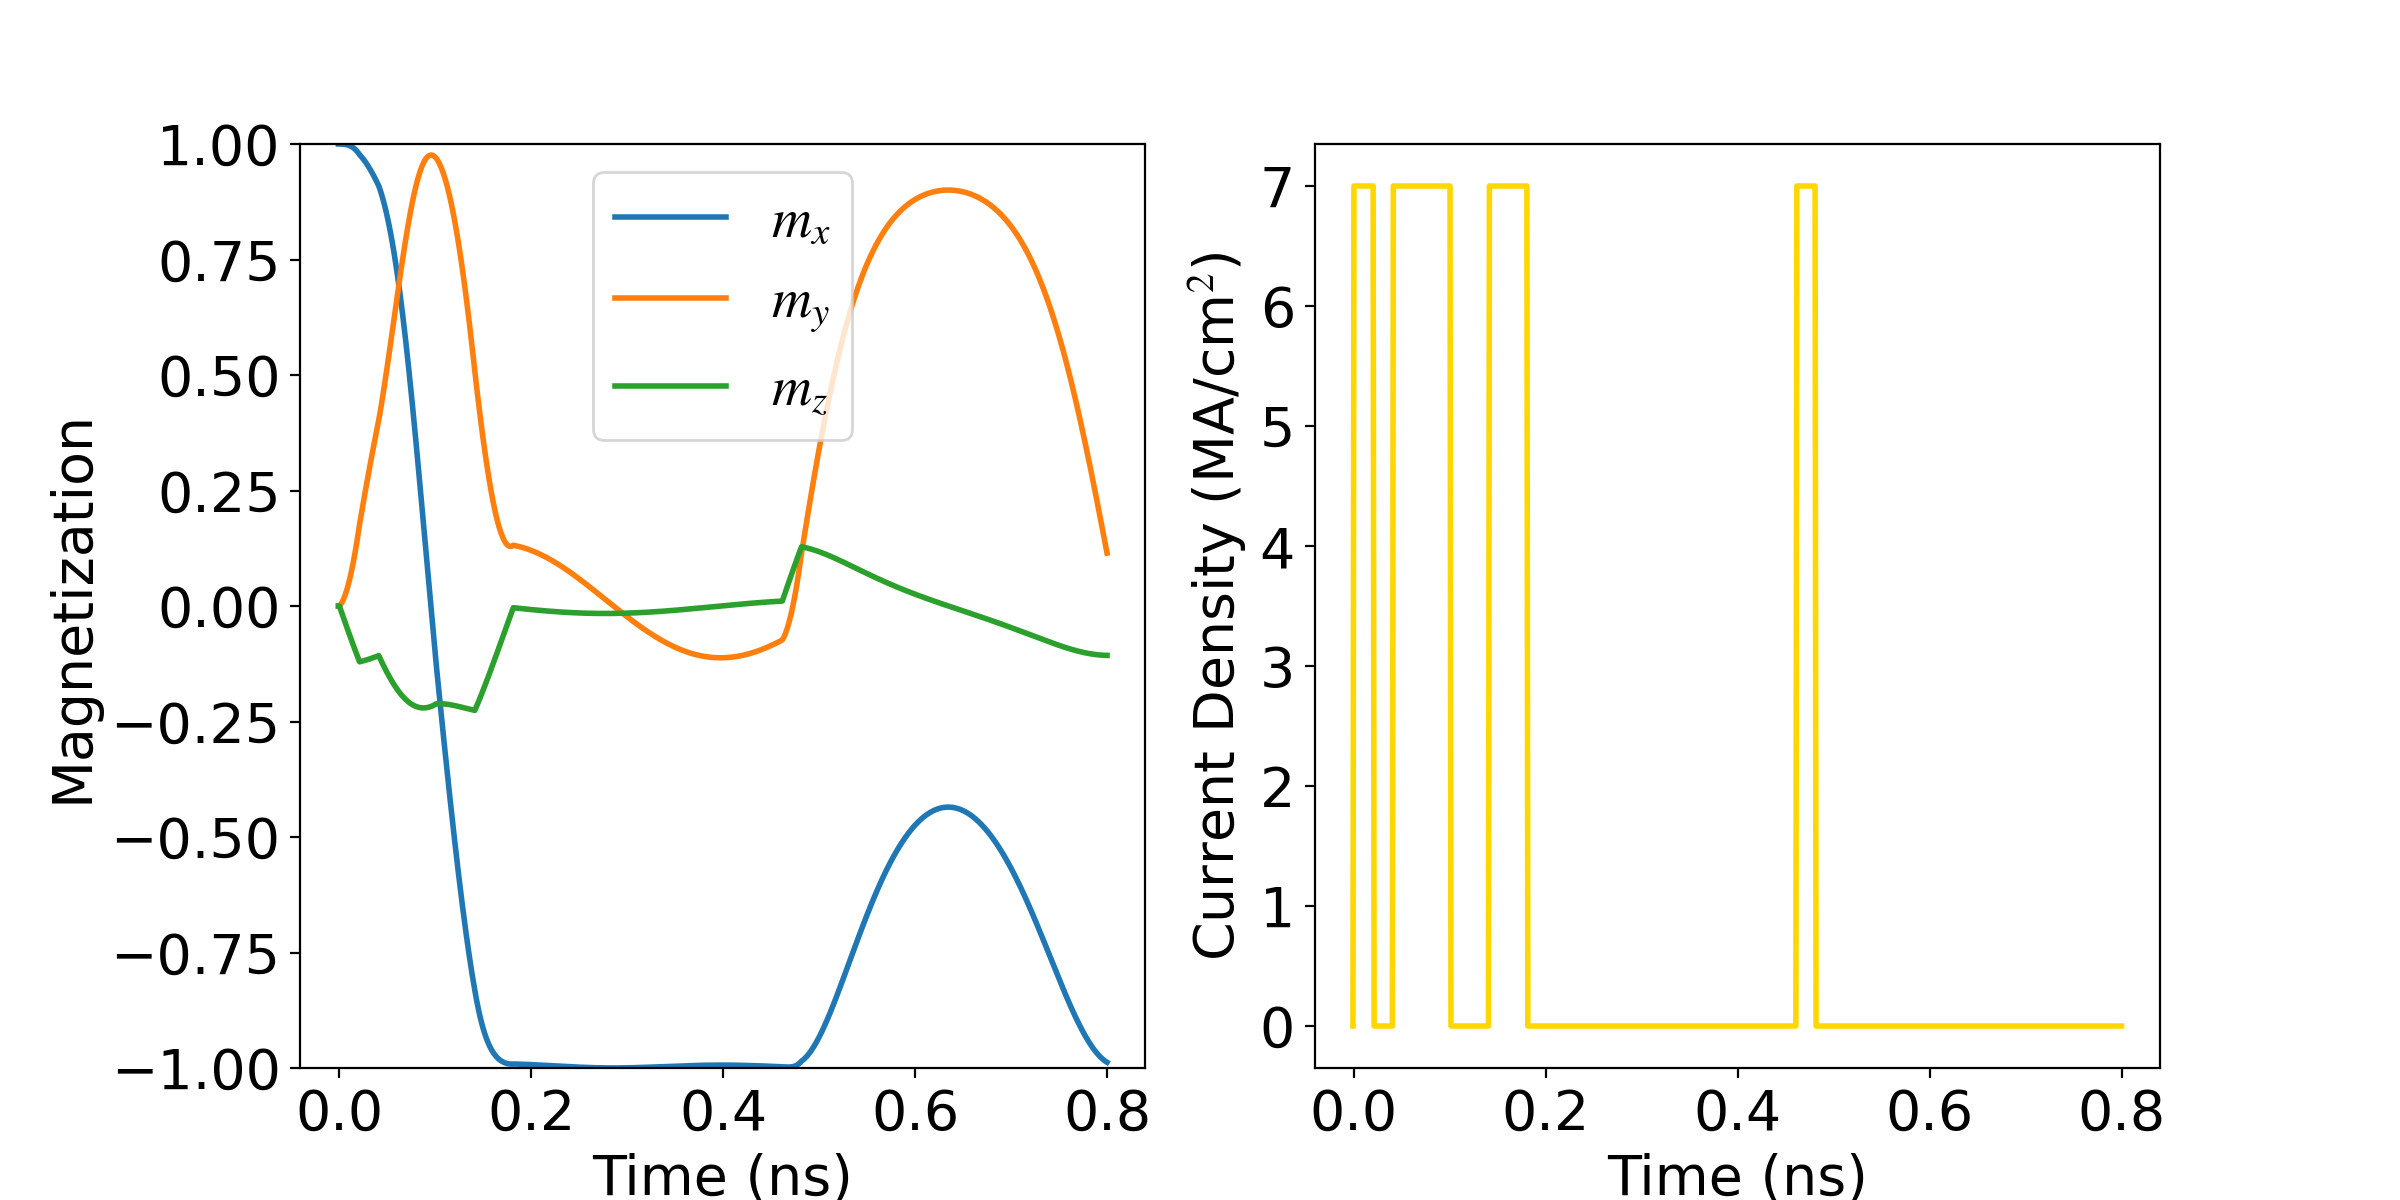 1.00
0.75
0.50
0.25
0.00
−0.25
−0.50
−0.75
−1.00
Magnetization
0.0 0.2 0.4 0.6 0.8
Time (ns)
m_x
m_y
m_z
7
6
5
4
3
2
1
0
Current Density (MA/cm²)
0.0 0.2 0.4 0.6 0.8
Time (ns)